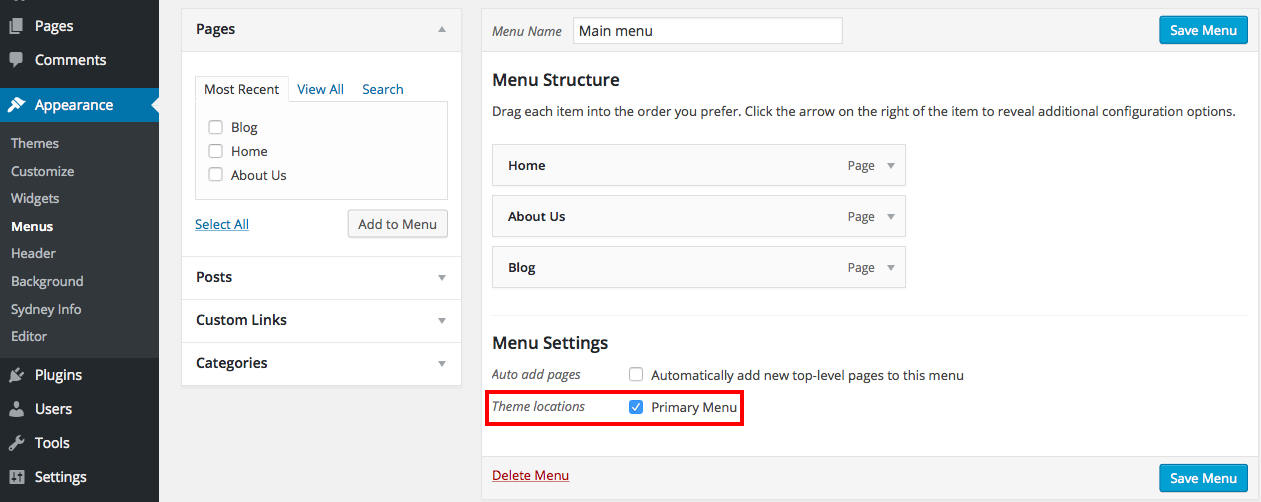 Pages
Comments
Appearance
Themes
Customize
Widgets
Menus
Header
Background
Sydney Info
Editor
Plugins
Users
Tools
Settings
Pages
Most Recent View All Search
Blog
Home
About Us
Select All Add to Menu
Posts
Custom Links
Categories
Menu Name Main menu Save Menu
Menu Structure
Drag each item into the order you prefer. Click the arrow on the right of the item to reveal additional configuration options.
Home Page
About Us Page
Blog Page
Menu Settings
Auto add pages Automatically add new top-level pages to this menu
Theme locations Primary Menu
Delete Menu Save Menu